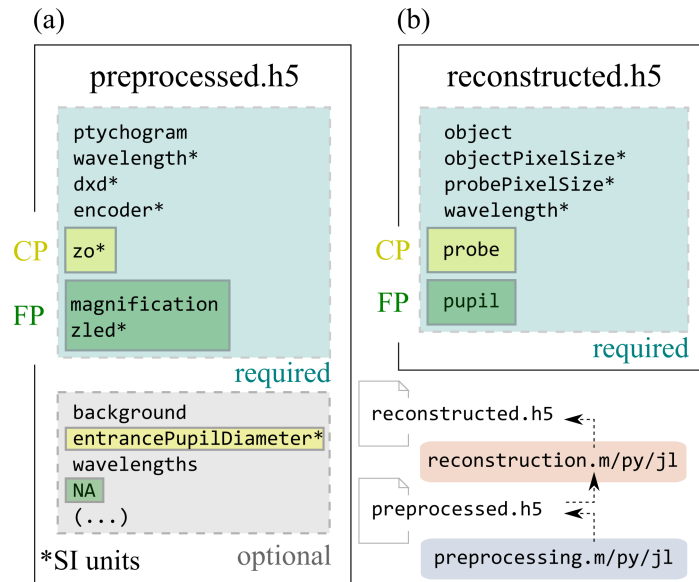 (a)
preprocessed.h5
ptychogram
wavelength*
dxd*
encoder*
CP
zo*
FP
magnification
zled*
required
background
entrancePupilDiameter*
wavelengths
NA
(...)
*SI units
optional
(b)
reconstructed.h5
object
objectPixelSize*
probePixelSize*
wavelength*
CP
probe
FP
pupil
required
reconstructed.h5
reconstruction.m/py/jl
preprocessed.h5
preprocessing.m/py/jl